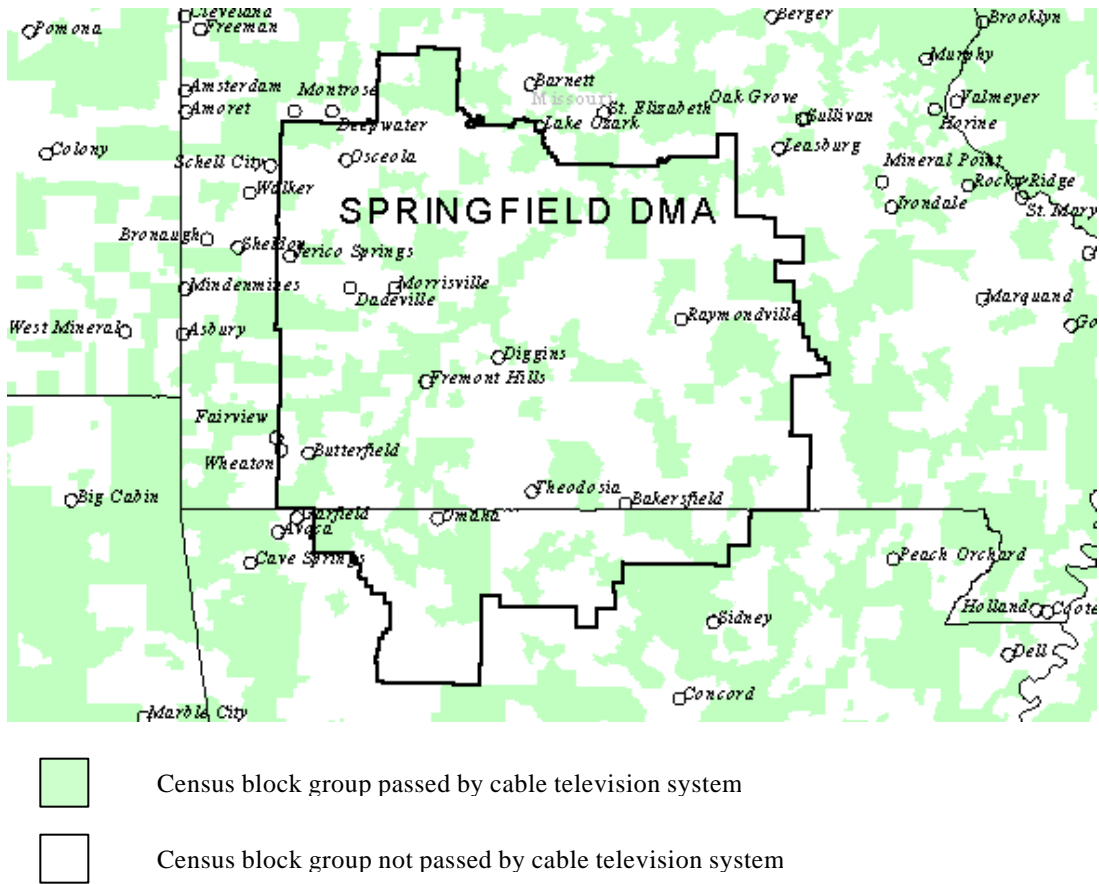 Cleveland
Berger
Brooklyn
Pomona
Freeman
Murphy
Barnett
Amsterdam
Montrose
Missouri
Oak Grove
Valmeyer
Amoret
St. Elizabeth
Sullivan
Horine
Deepwater
Lake Ozark
Colony
Leasburg
Schell City
Osceola
Mineral Point
Walker
Rocky Ridge
Irondale
St. Mary
SPRINGFIELD DMA
Bronaugh
Sheldon
Jerico Springs
Mindenmines
Morrisville
Dadeville
Marquand
West Mineral
Asbury
Raymondville
Go
Diggins
Fremont Hills
Fairview
Wheaton
Butterfield
Big Cabin
Theodosia
Bakersfield
Garfield
Omaha
Avoca
Cave Springs
Peach Orchard
Holland
Coote
Sidney
Dell
Concord
Marble City
Census block group passed by cable television system
Census block group not passed by cable television system